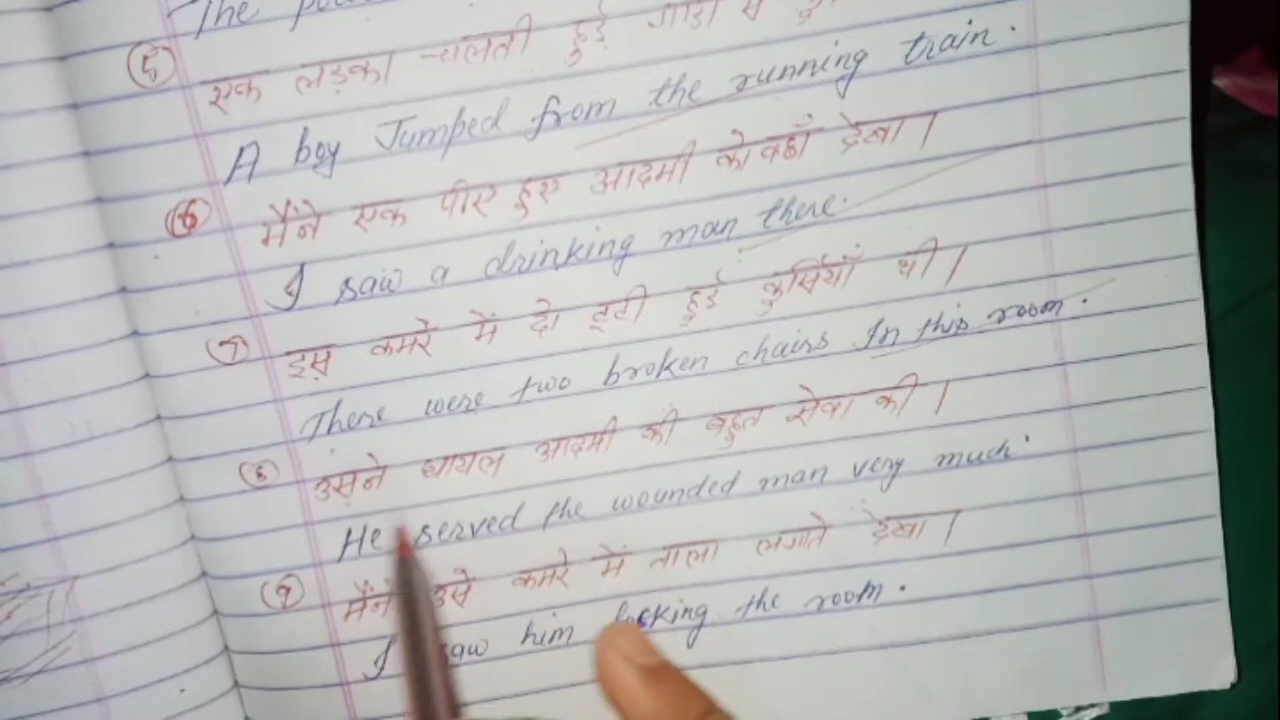 The
(5) एक लड़का चलती हुई गाड़ी से
A boy Jumped from the running train.
(6) मैंने एक पीए हुए आदमी को वहाँ देखा।
I saw a drinking man there.
(7) इस कमरे में दो टूटी हुई कुर्सियाँ थी।
There were two broken chairs In this room.
(8) उसने घायल आदमी की बहुत सेवा की।
He served the wounded man very much.
(9) मैंने उसे कमरे में ताला लगाते देखा।
I saw him locking the room.